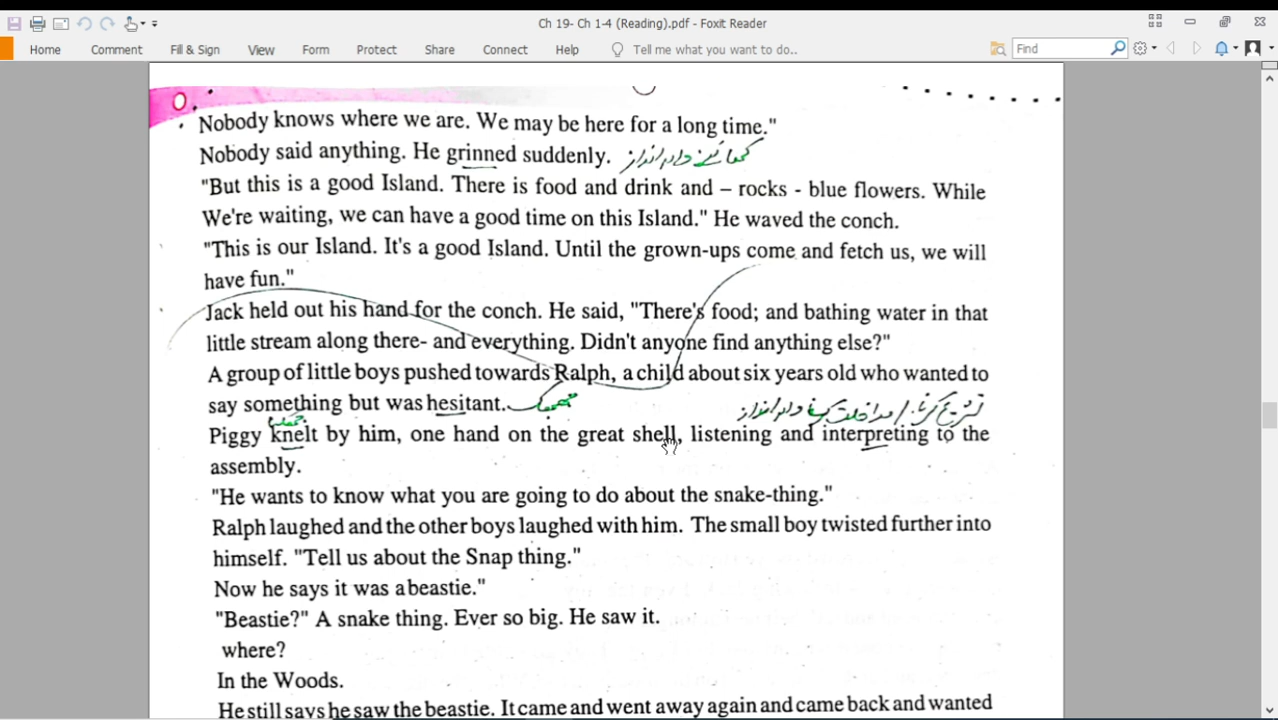 Ch 19- Ch 1-4 (Reading).pdf - Foxit Reader
Home Comment Fill & Sign View Form Protect Share Connect Help Tell me what you want to do.. Find
Nobody knows where we are. We may be here for a long time."
Nobody said anything. He grinned suddenly.
"But this is a good Island. There is food and drink and – rocks - blue flowers. While
We're waiting, we can have a good time on this Island." He waved the conch.
"This is our Island. It's a good Island. Until the grown-ups come and fetch us, we will
have fun."
Jack held out his hand for the conch. He said, "There's food; and bathing water in that
little stream along there- and everything. Didn't anyone find anything else?"
A group of little boys pushed towards Ralph, a child about six years old who wanted to
say something but was hesitant.
Piggy knelt by him, one hand on the great shell, listening and interpreting to the
assembly.
"He wants to know what you are going to do about the snake-thing."
Ralph laughed and the other boys laughed with him. The small boy twisted further into
himself. "Tell us about the Snap thing."
Now he says it was a beastie."
"Beastie?" A snake thing. Ever so big. He saw it.
where?
In the Woods.
He still says he saw the beastie. It came and went away again and came back and wanted